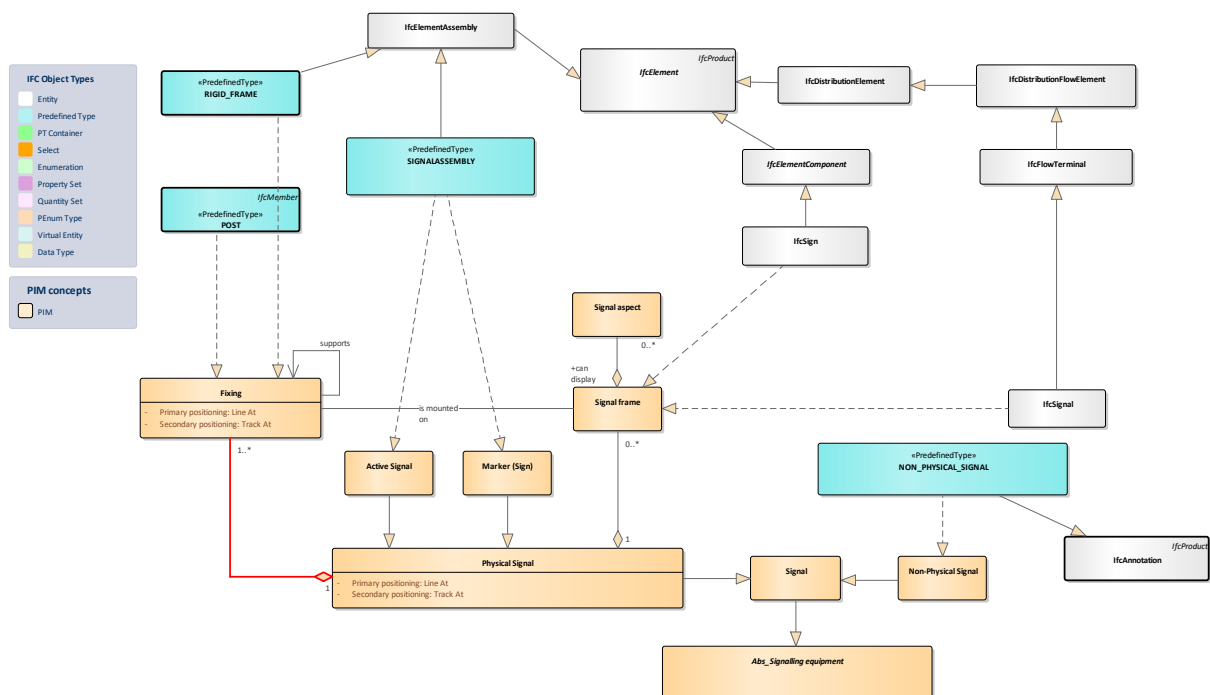 IfcElementAssembly
IfcProduct
IfcElement
IfcDistributionElement
IfcDistributionFlowElement
IFC Object Types
Entity
Predefined Type
PT Container
Select
Enumeration
Property Set
Quantity Set
PEnum Type
Virtual Entity
Data Type
PIM concepts
PIM
«PredefinedType»
RIGID_FRAME
«PredefinedType»
SIGNALASSEMBLY
IfcElementComponent
IfcFlowTerminal
IfcMember
«PredefinedType»
POST
IfcSign
Signal aspect
0..*
supports
+can
display
Fixing
- Primary positioning: Line At
- Secondary positioning: Track At
1..*
is mounted
on
Signal frame
0..*
IfcSignal
Active Signal
Marker (Sign)
«PredefinedType»
NON_PHYSICAL_SIGNAL
IfcProduct
IfcAnnotation
1
Physical Signal
- Primary positioning: Line At
- Secondary positioning: Track At
1
Signal
Non-Physical Signal
Abs_Signalling equipment